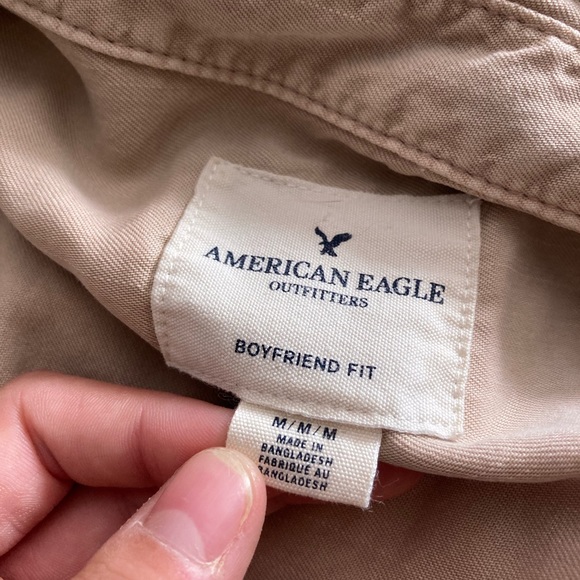 AMERICAN EAGLE
OUTFITTERS
BOYFRIEND FIT
M/M/M
MADE IN
BANGLADESH
FABRIQUE AU
BANGLADESH